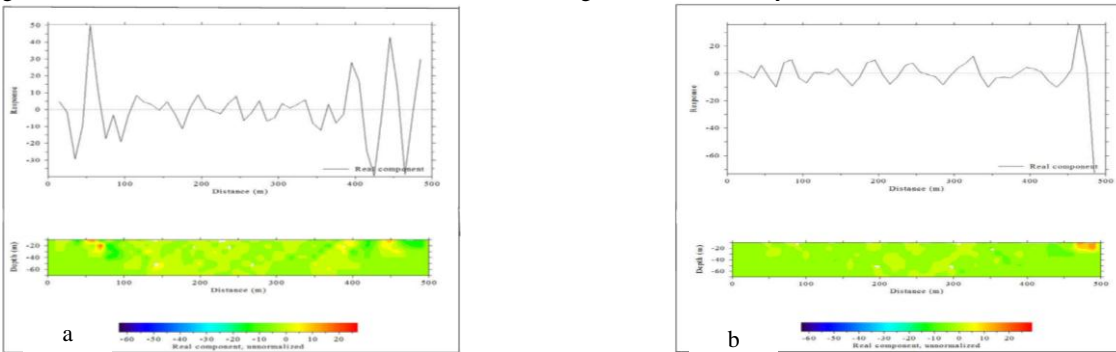 50
40
30
20
10
0
-10
-20
-30
Response
Real component
0 100 200 300 400 500
Distance (m)
-20
-40
-60
Depth (m)
0 100 200 300 400 500
Distance (m)
-60 -50 -40 -30 -20 -10 0 10 20
Real component, unnormalized
a
20
0
-20
-40
-60
Response
Real component
0 100 200 300 400 500
Distance (m)
-20
-40
-60
Depth (m)
0 100 200 300 400 500
Distance (m)
-60 -50 -40 -30 -20 -10 0 10 20
Real component, unnormalized
b